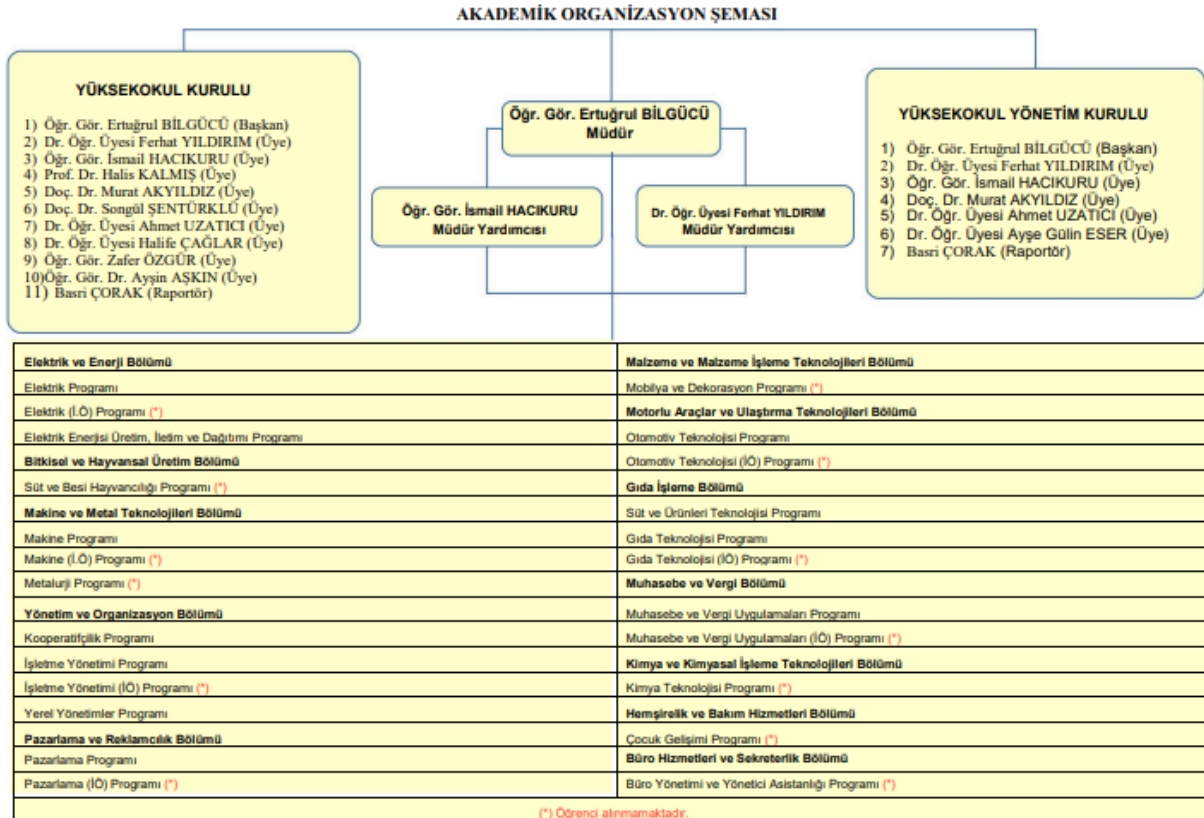 AKADEMİK ORGANİZASYON ŞEMASI
YÜKSEKOKUL KURULU
1) Öğr. Gör. Ertuğrul BİLGÜCÜ (Başkan)
2) Dr. Öğr. Üyesi Ferhat YILDIRIM (Üye)
3) Öğr. Gör. İsmail HACIKURU (Üye)
4) Prof. Dr. Halis KALMIŞ (Üye)
5) Doç. Dr. Murat AKYILDIZ (Üye)
6) Doç. Dr. Songül ŞENTÜRKLÜ (Üye)
7) Dr. Öğr. Üyesi Ahmet UZATICI (Üye)
8) Dr. Öğr. Üyesi Halife ÇAĞLAR (Üye)
9) Öğr. Gör. Zafer ÖZGÜR (Üye)
10)Öğr. Gör. Dr. Ayşin AŞKIN (Üye)
11) Basri ÇORAK (Raportör)
Öğr. Gör. Ertuğrul BİLGÜCÜ
Müdür
Öğr. Gör. İsmail HACIKURU
Müdür Yardımcısı
Dr. Öğr. Üyesi Ferhat YILDIRIM
Müdür Yardımcısı
YÜKSEKOKUL YÖNETİM KURULU
1) Öğr. Gör. Ertuğrul BİLGÜCÜ (Başkan)
2) Dr. Öğr. Üyesi Ferhat YILDIRIM (Üye)
3) Öğr. Gör. İsmail HACIKURU (Üye)
4) Doç. Dr. Murat AKYILDIZ (Üye)
5) Dr. Öğr. Üyesi Ahmet UZATICI (Üye)
6) Dr. Öğr. Üyesi Ayşe Gülin ESER (Üye)
7) Basri ÇORAK (Raportör)
Elektrik ve Enerji Bölümü
Elektrik Programı
Elektrik (İ.Ö) Programı (*)
Elektrik Enerjisi Üretim, İletim ve Dağıtımı Programı
Bitkisel ve Hayvansal Üretim Bölümü
Süt ve Besi Hayvancılığı Programı (*)
Makine ve Metal Teknolojileri Bölümü
Makine Programı
Makine (İ.Ö) Programı (*)
Metalurji Programı (*)
Yönetim ve Organizasyon Bölümü
Kooperatifçilik Programı
İşletme Yönetimi Programı
İşletme Yönetimi (İÖ) Programı (*)
Yerel Yönetimler Programı
Pazarlama ve Reklamcılık Bölümü
Pazarlama Programı
Pazarlama (İÖ) Programı (*)
Malzeme ve Malzeme İşleme Teknolojileri Bölümü
Mobilya ve Dekorasyon Programı (*)
Motorlu Araçlar ve Ulaştırma Teknolojileri Bölümü
Otomotiv Teknolojisi Programı
Otomotiv Teknolojisi (İÖ) Programı (*)
Gıda İşleme Bölümü
Süt ve Ürünleri Teknolojisi Programı
Gıda Teknolojisi Programı
Gıda Teknolojisi (İÖ) Programı (*)
Muhasebe ve Vergi Bölümü
Muhasebe ve Vergi Uygulamaları Programı
Muhasebe ve Vergi Uygulamaları (İÖ) Programı (*)
Kimya ve Kimyasal İşleme Teknolojileri Bölümü
Kimya Teknolojisi Programı (*)
Hemşirelik ve Bakım Hizmetleri Bölümü
Çocuk Gelişimi Programı (*)
Büro Hizmetleri ve Sekreterlik Bölümü
Büro Yönetimi ve Yönetici Asistanlığı Programı (*)
(*) Öğrenci alınmamaktadır.